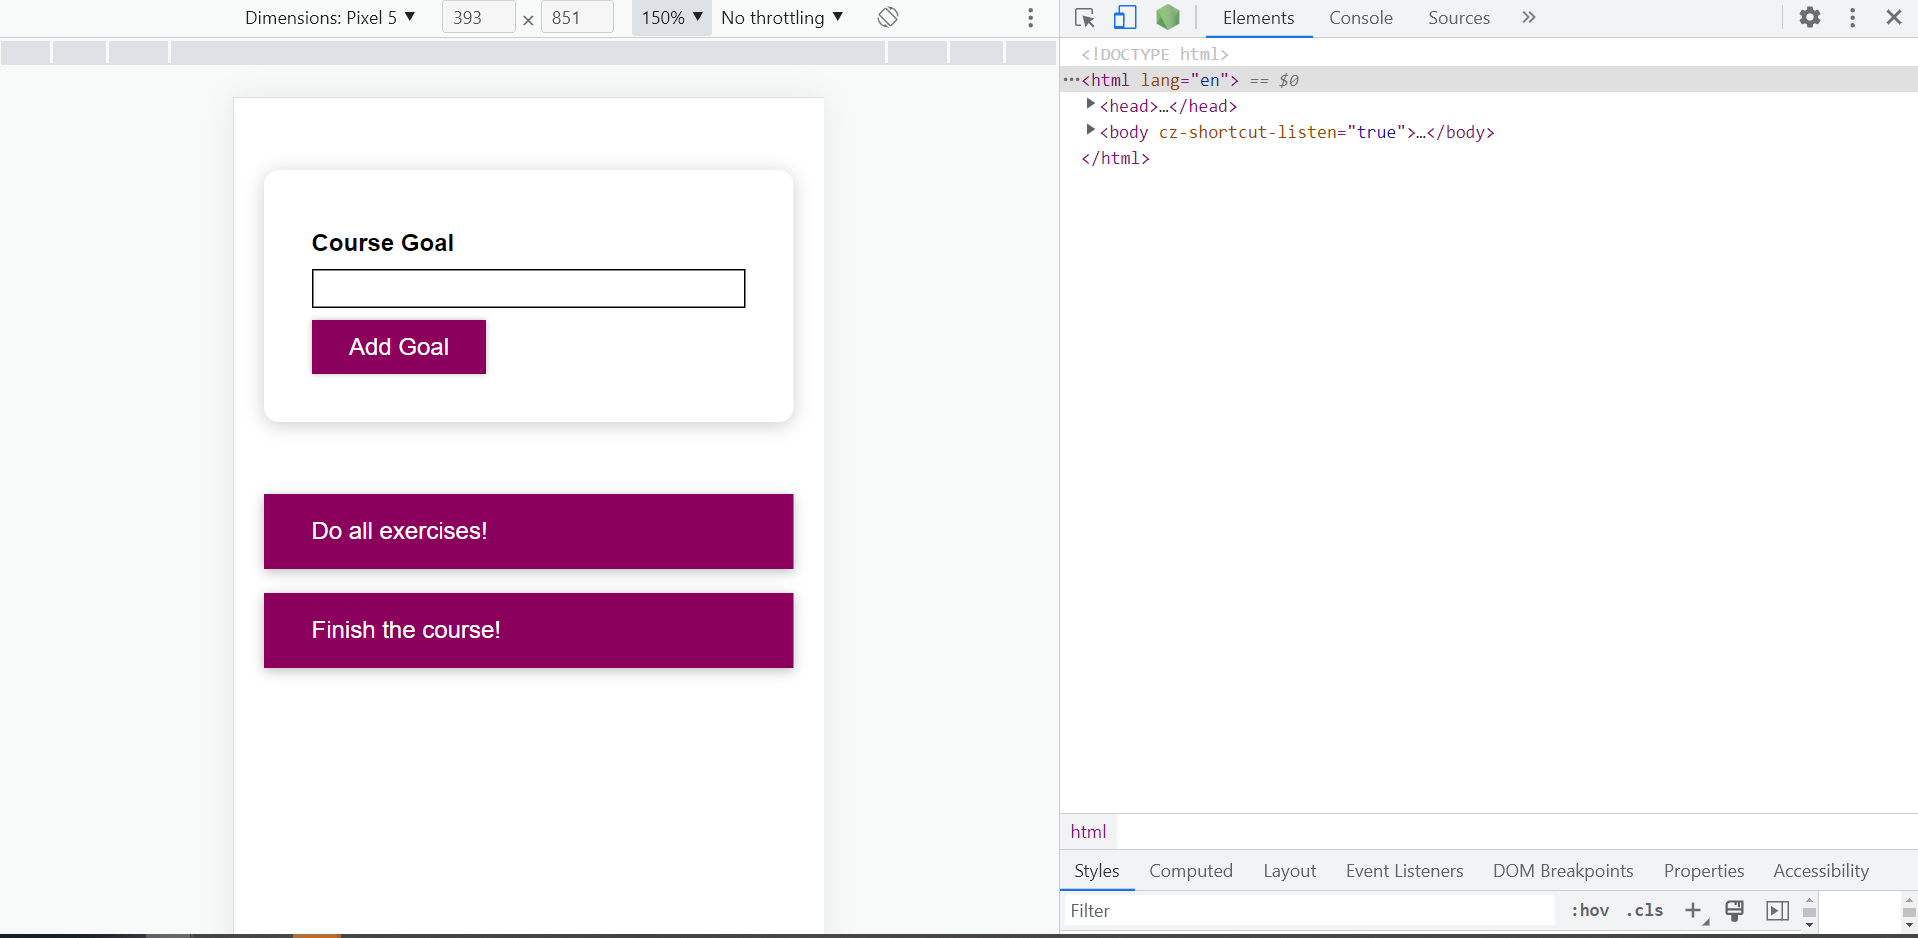 Dimensions: Pixel 5 ▼ 393 × 851 150% ▼ No throttling ▼
Elements Console Sources »
<!DOCTYPE html>
···<html lang="en"> == $0
▶<head>…</head>
▶<body cz-shortcut-listen="true">…</body>
</html>
Course Goal
Add Goal
Do all exercises!
Finish the course!
html
Styles Computed Layout Event Listeners DOM Breakpoints Properties Accessibility
Filter :hov .cls +